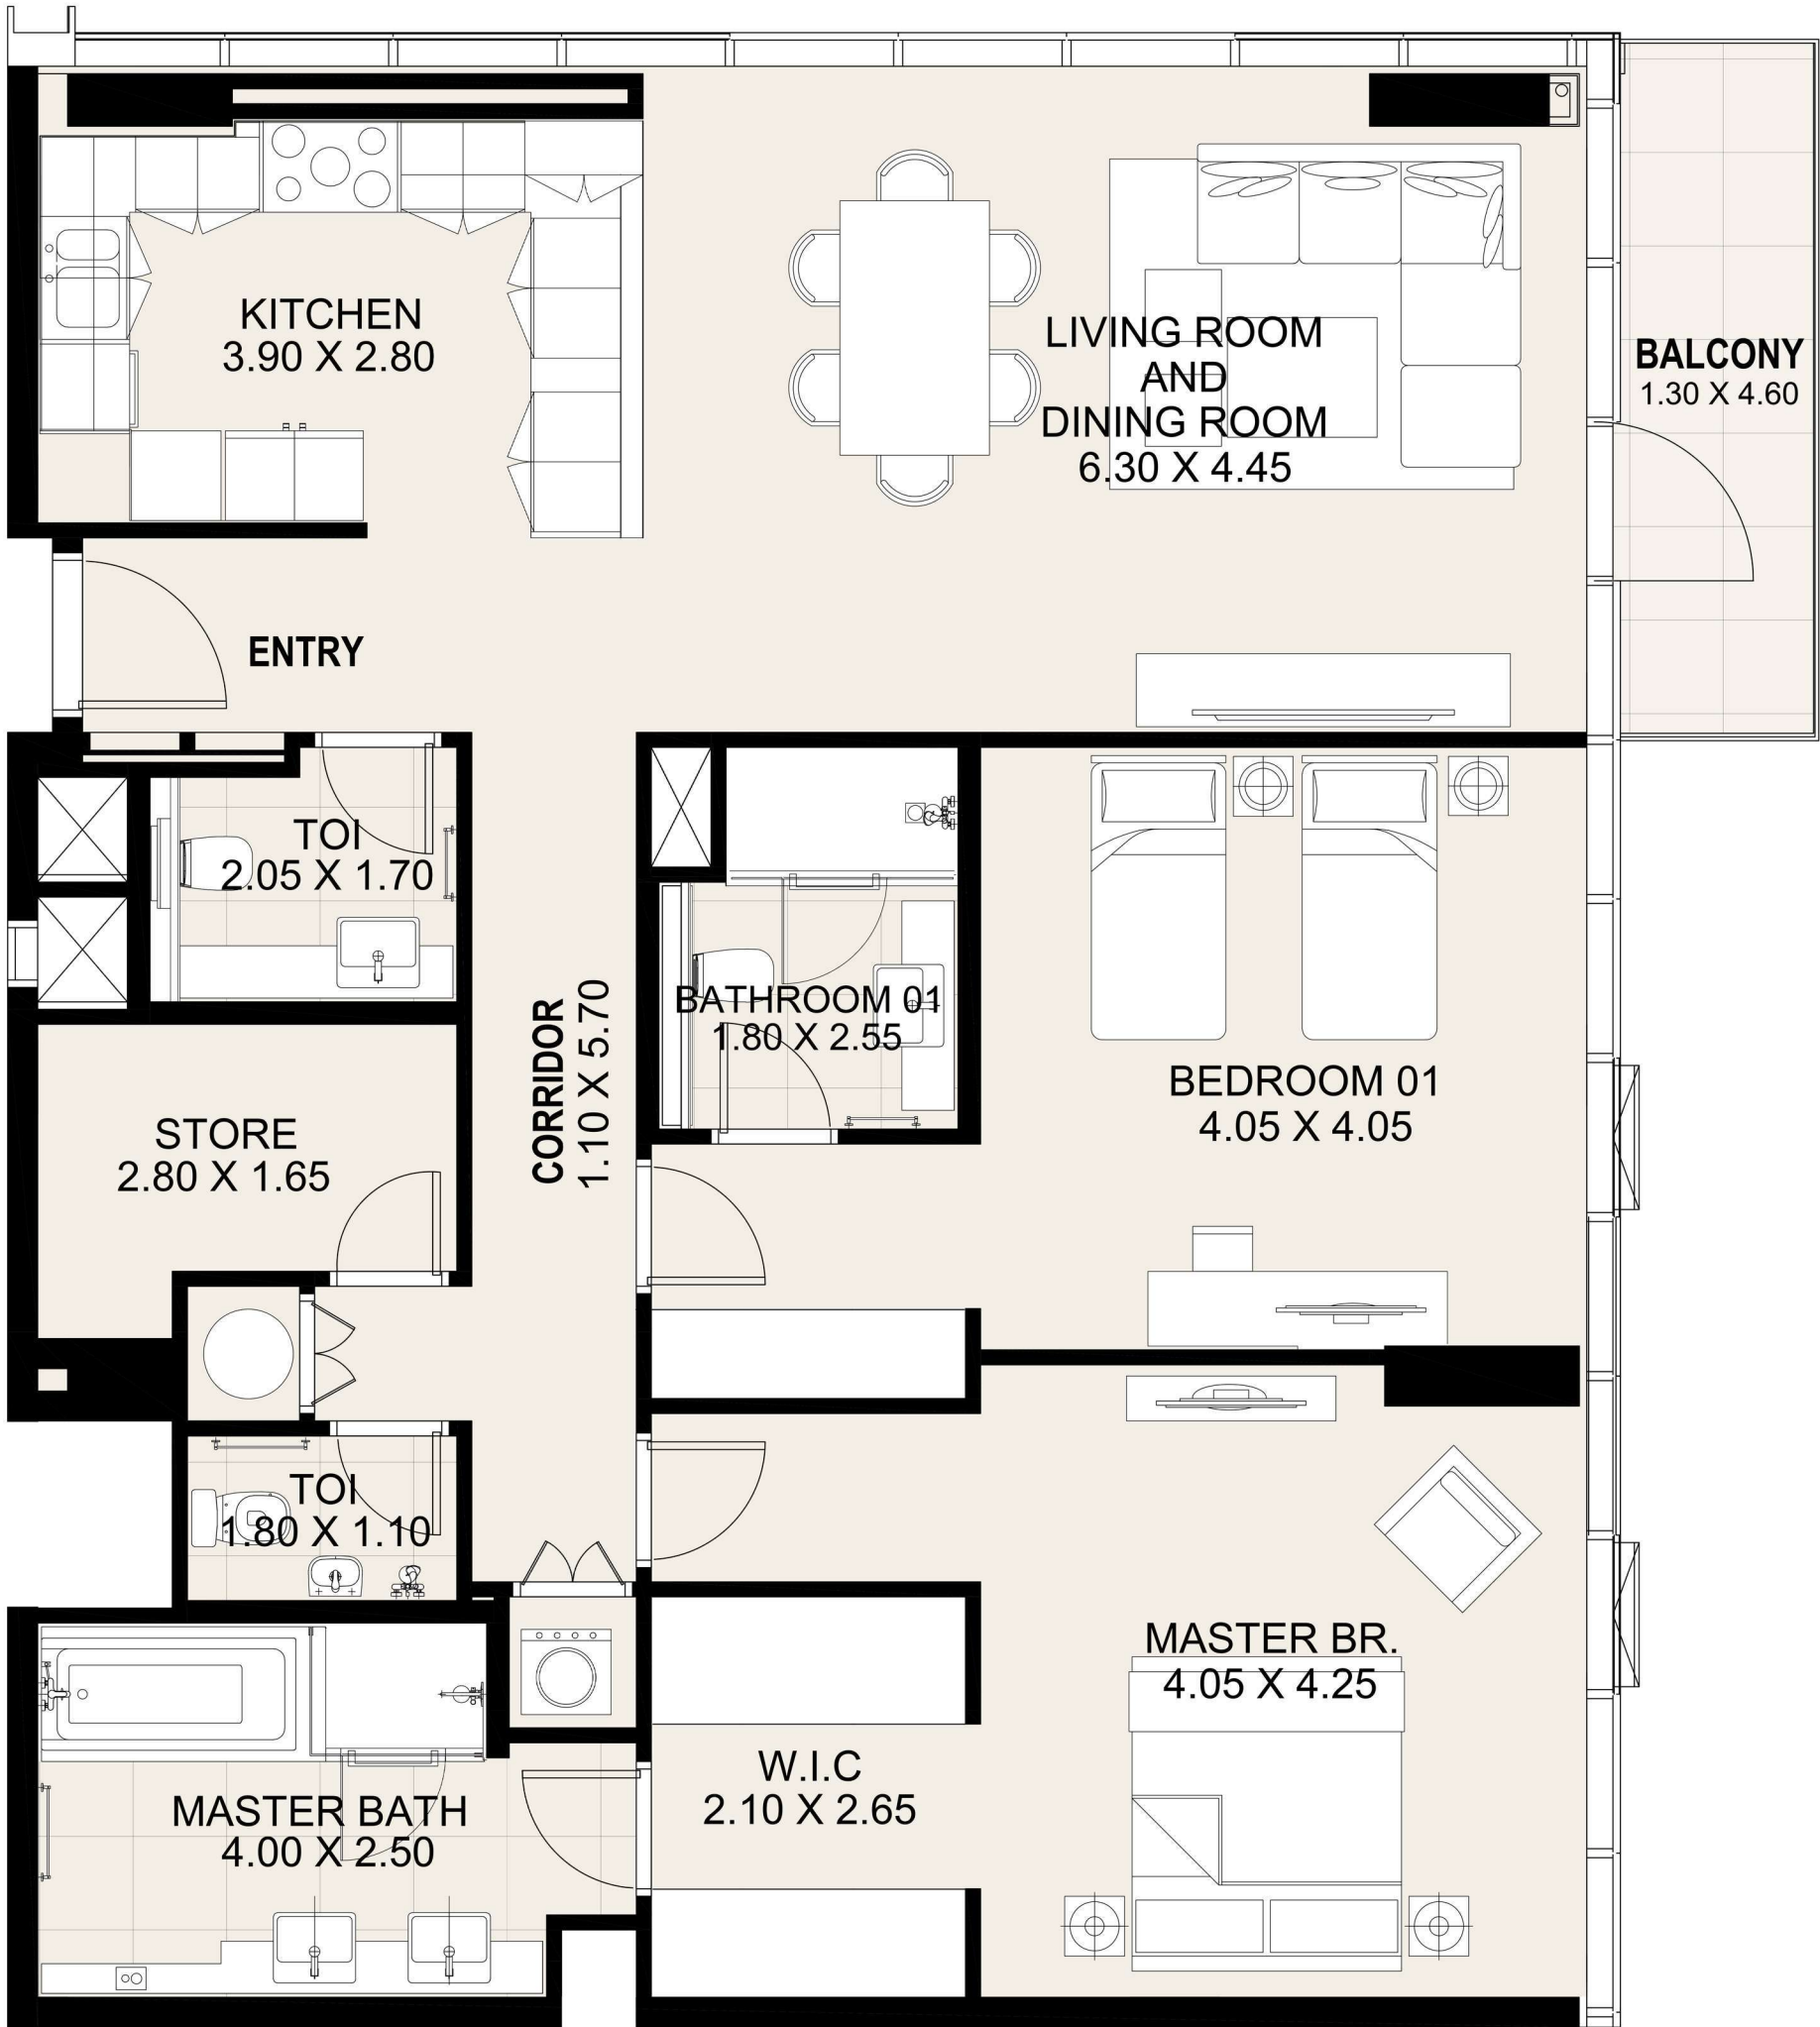 KITCHEN
3.90 X 2.80
LIVING ROOM
AND
DINING ROOM
6.30 X 4.45
BALCONY
1.30 X 4.60
ENTRY
TOI
2.05 X 1.70
CORRIDOR
1.10 X 5.70
BATHROOM 01
1.80 X 2.55
BEDROOM 01
4.05 X 4.05
STORE
2.80 X 1.65
TOI
1.80 X 1.10
MASTER BR.
4.05 X 4.25
W.I.C
2.10 X 2.65
MASTER BATH
4.00 X 2.50